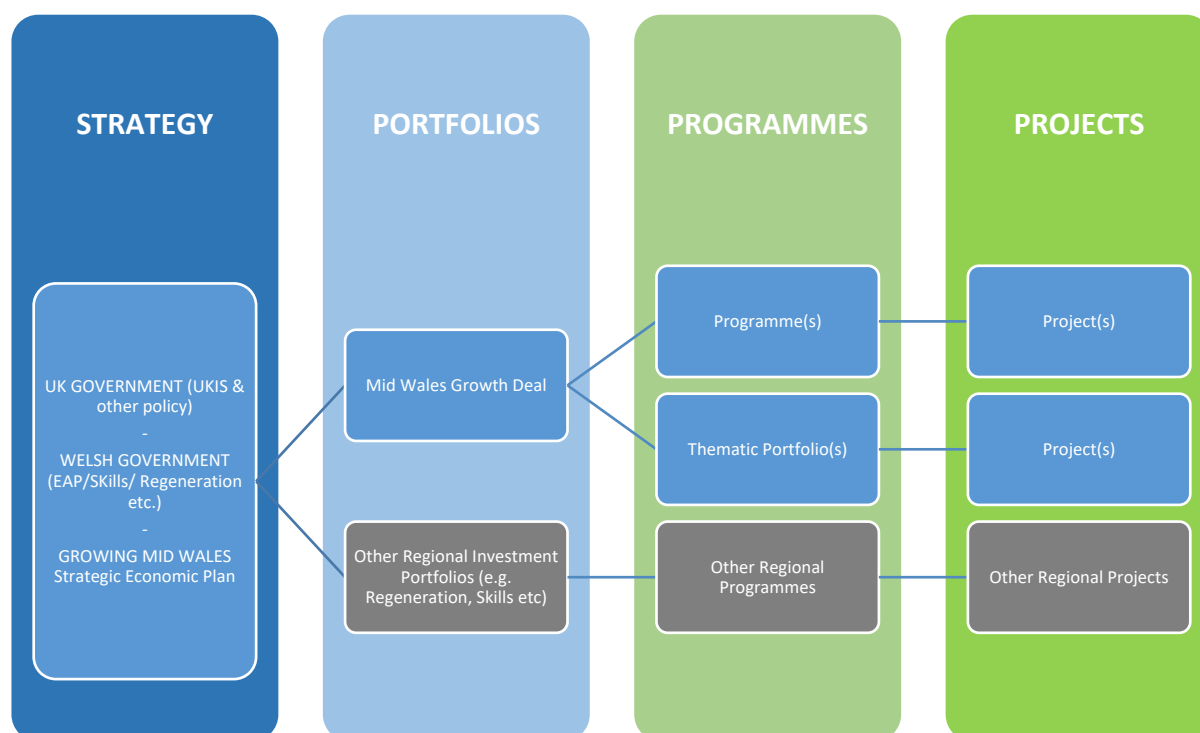 STRATEGY
PORTFOLIOS
PROGRAMMES
PROJECTS
UK GOVERNMENT (UKIS &
other policy)
-
WELSH GOVERNMENT
(EAP/SKills/ Regeneration
etc.)
-
GROWING MID WALES
Strategic Economic Plan
Mid Wales Growth Deal
Other Regional Investment
Portfolios (e.g.
Regeneration, Skills etc)
Programme(s)
Thematic Portfolio(s)
Other Regional
Programmes
Project(s)
Project(s)
Other Regional Projects